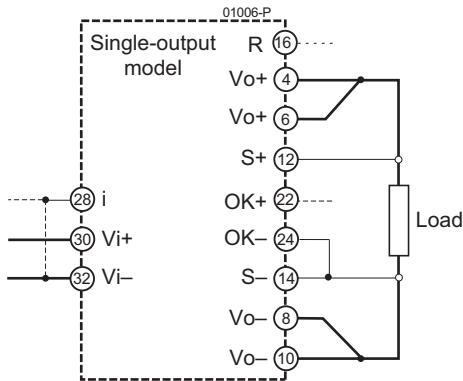 01006-P
Single-output
model
R 16
Vo+ 4
Vo+ 6
S+ 12
28 i
OK+ 22
30 Vi+
OK– 24
Load
32 Vi–
S– 14
Vo– 8
Vo– 10